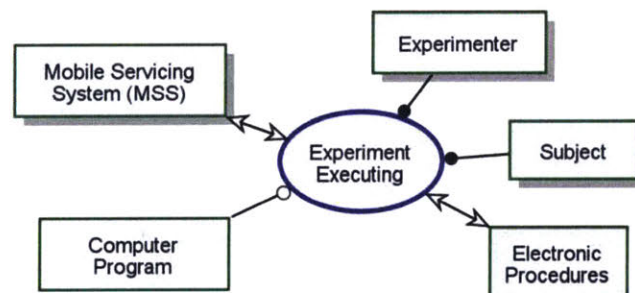 Experimenter
Mobile Servicing
System (MSS)
Experiment
Executing
Subject
Computer
Program
Electronic
Procedures